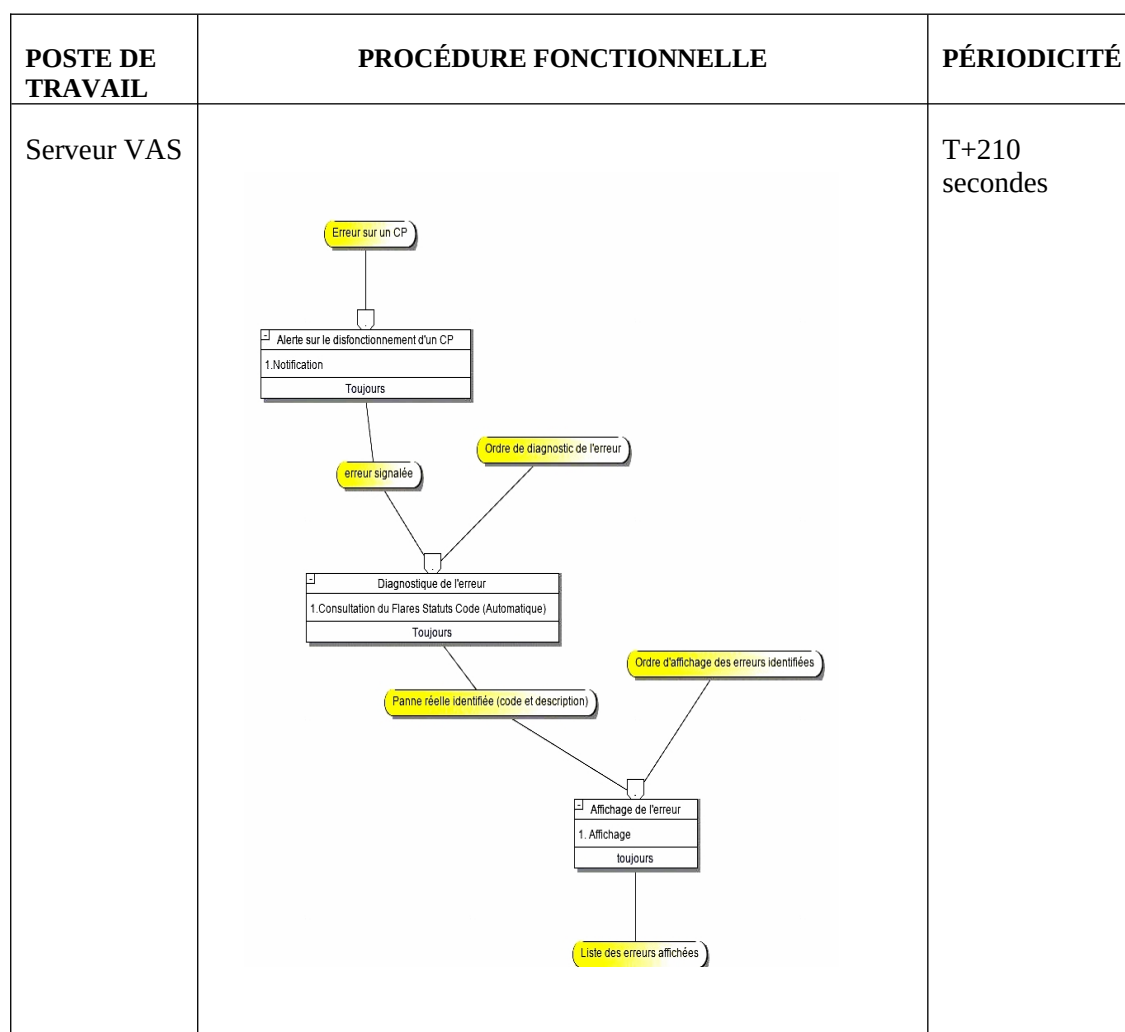 POSTE DE
TRAVAIL
PROCÉDURE FONCTIONNELLE
PÉRIODICITÉ
Serveur VAS
T+210
secondes
Erreur sur un CP
Alerte sur le disfonctionnement d'un CP
1.Notification
Toujours
Ordre de diagnostic de l'erreur
erreur signalée
Diagnostique de l'erreur
1.Consultation du Flares Statuts Code (Automatique)
Toujours
Ordre d'affichage des erreurs identifiées
Panne réelle identifiée (code et description)
Affichage de l'erreur
1. Affichage
toujours
Liste des erreurs affichées